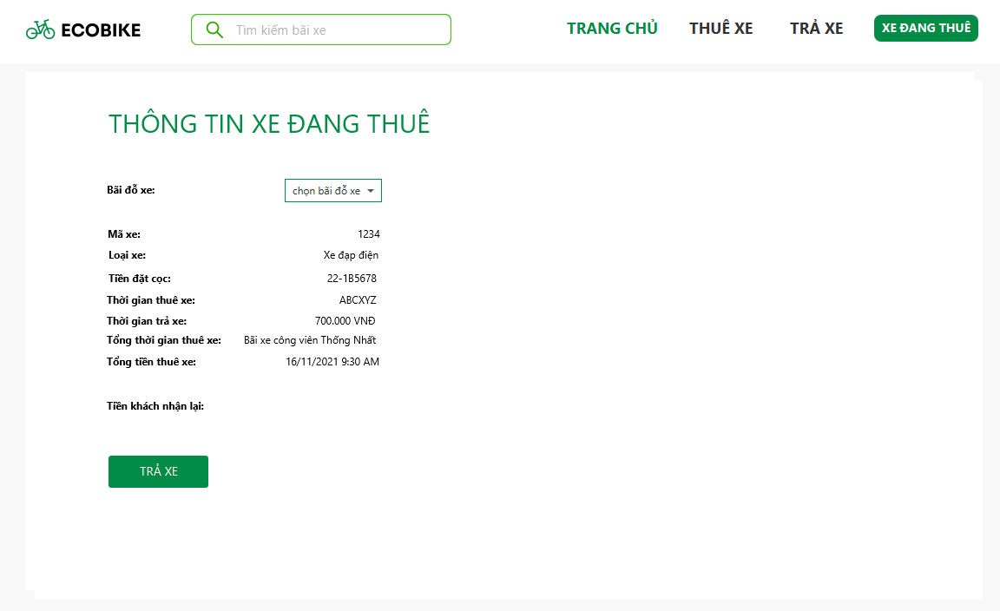 ECOBIKE
Tìm kiếm bãi xe
TRANG CHỦ
THUÊ XE
TRẢ XE
XE ĐANG THUÊ
THÔNG TIN XE ĐANG THUÊ
Bãi đỗ xe: chọn bãi đỗ xe
Mã xe: 1234
Loại xe: Xe đạp điện
Tiền đặt cọc: 22-1B5678
Thời gian thuê xe: ABCXYZ
Thời gian trả xe: 700.000 VNĐ
Tổng thời gian thuê xe: Bãi xe công viên Thống Nhất
Tổng tiền thuê xe: 16/11/2021 9:30 AM
Tiền khách nhận lại:
TRẢ XE